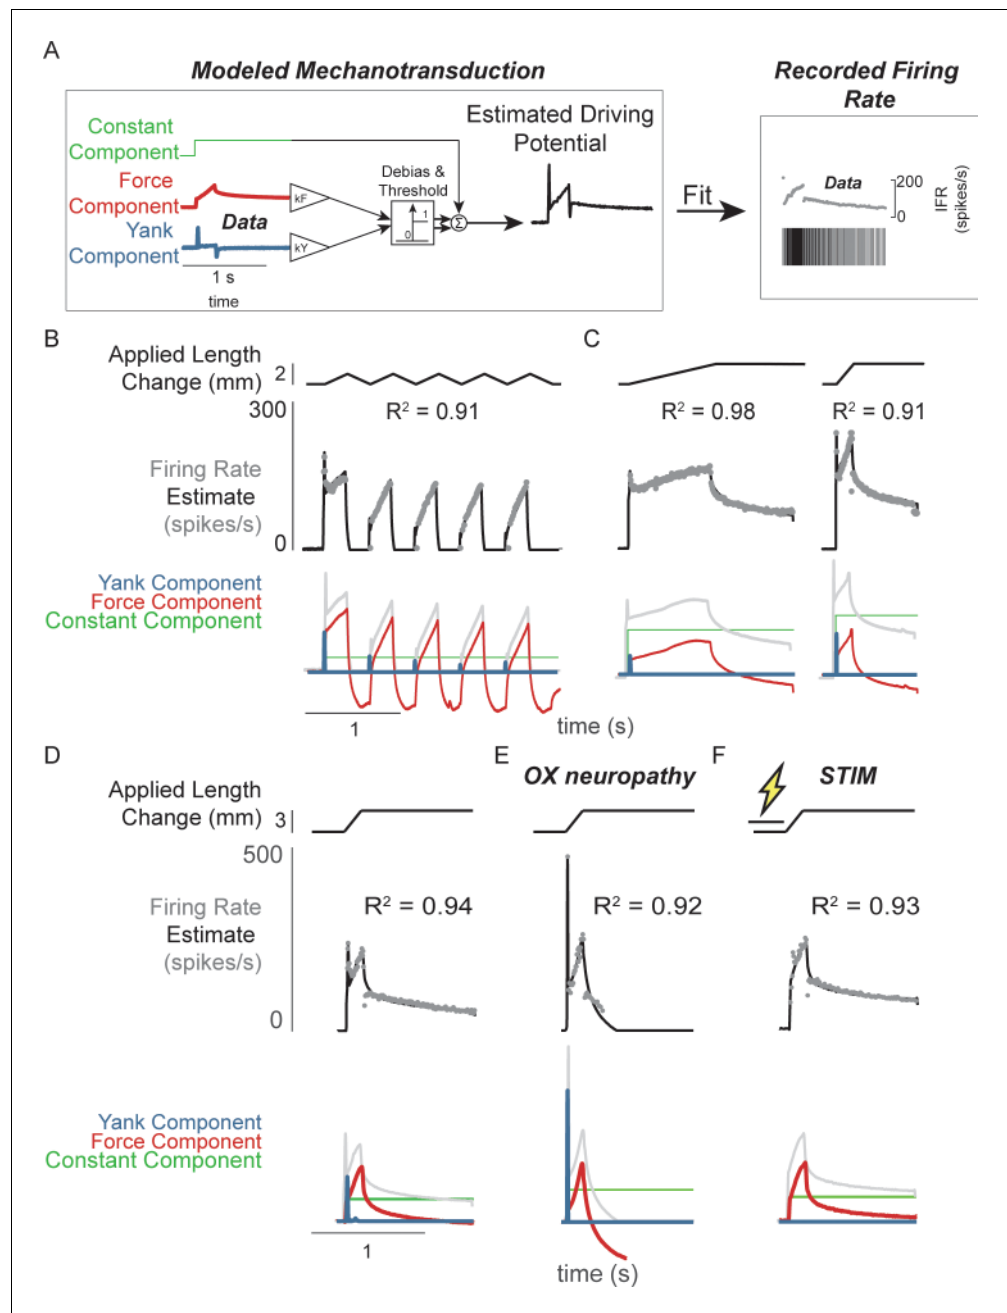 A
Modeled Mechanotransduction
Recorded Firing
Rate
Constant
Component
Force
Component
Yank
Component
Data
1 s
time
kF
kY
Debias &
Threshold
1
0
Σ
Estimated Driving
Potential
Fit
Data
200
0
IFR
(spikes/s)
B
C
Applied Length
Change (mm)
2
R² = 0.91
R² = 0.98
R² = 0.91
300
Firing Rate
Estimate
(spikes/s)
0
Yank Component
Force Component
Constant Component
1
time (s)
D
E
OX neuropathy
F
STIM
Applied Length
Change (mm)
3
500
R² = 0.94
R² = 0.92
R² = 0.93
Firing Rate
Estimate
(spikes/s)
0
Yank Component
Force Component
Constant Component
1
time (s)